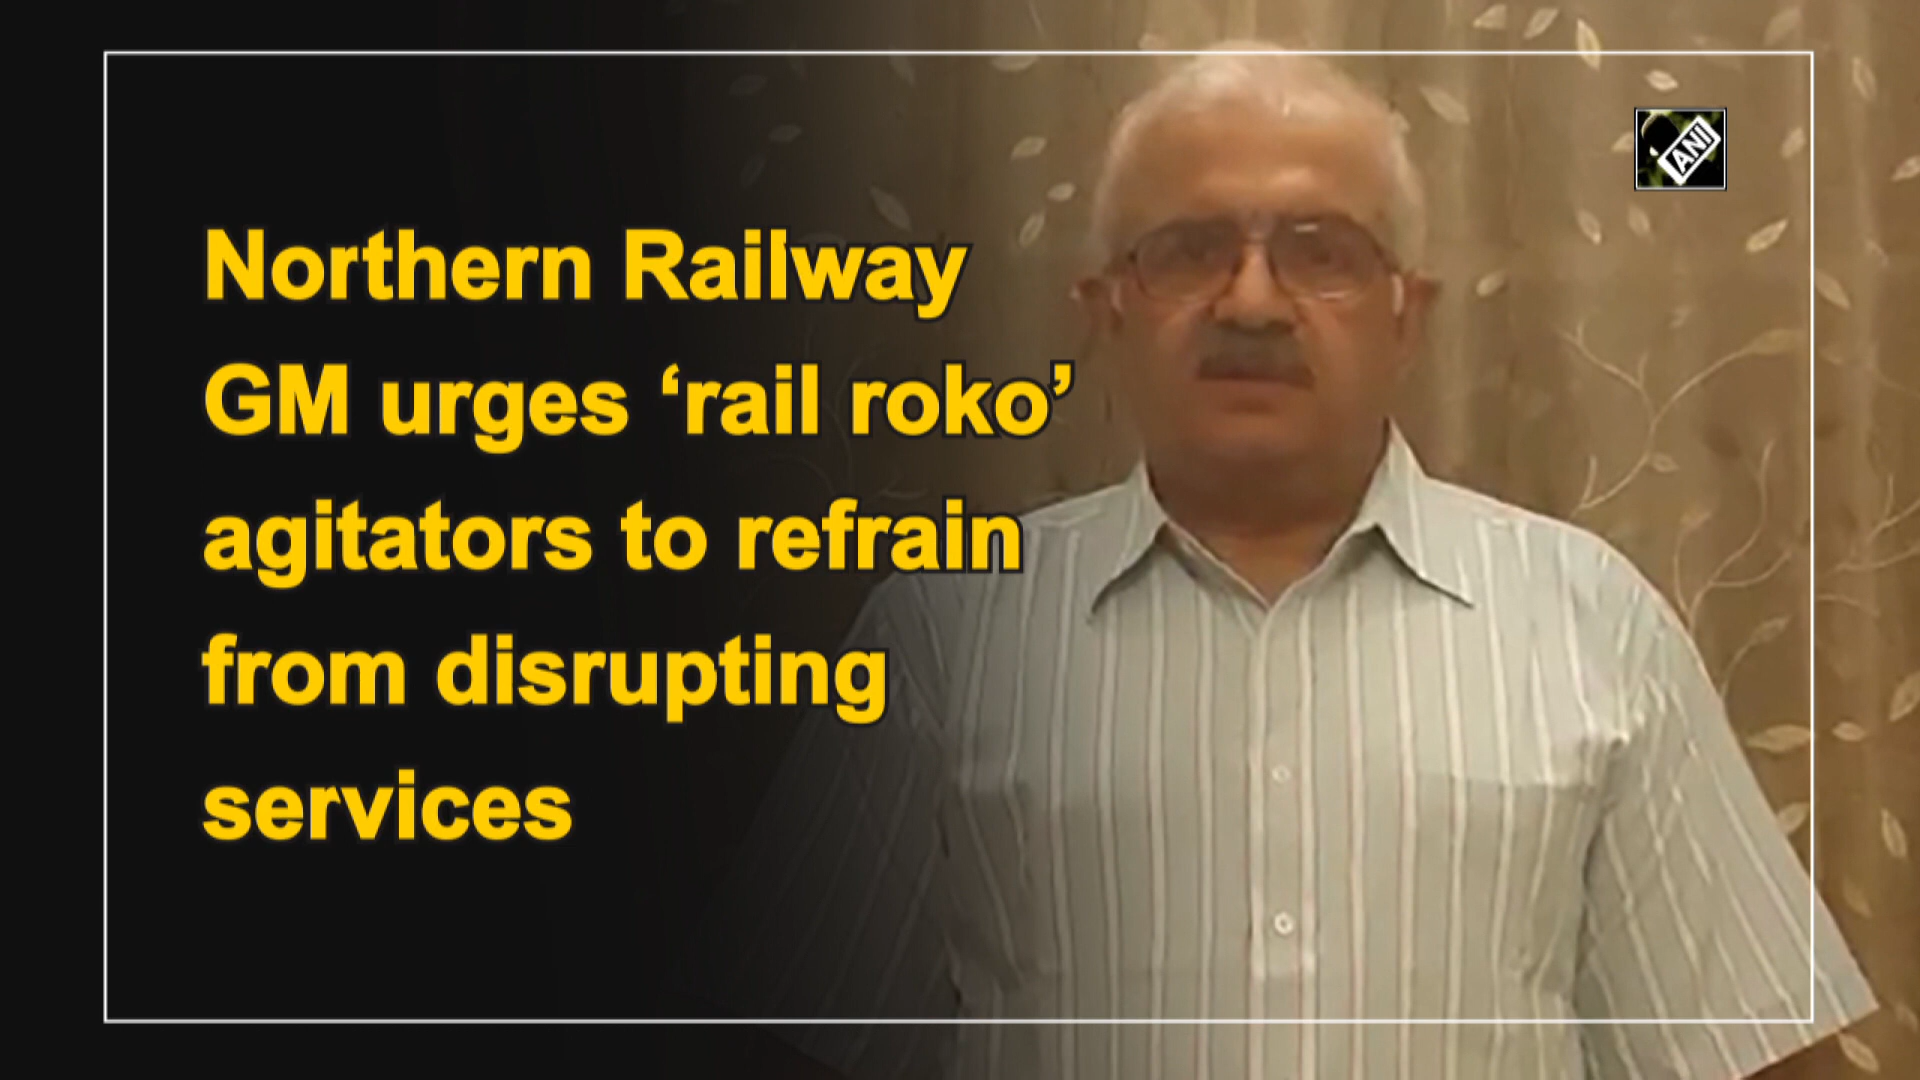 ANI
Northern Railway
GM urges ‘rail roko’
agitators to refrain
from disrupting
services